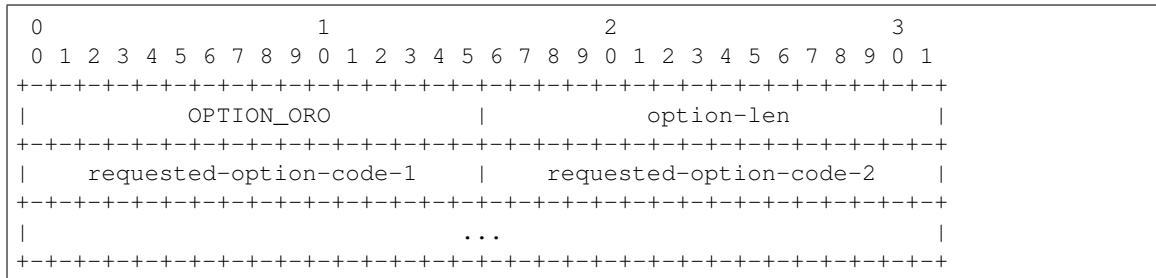 0                   1                   2                   3
 0 1 2 3 4 5 6 7 8 9 0 1 2 3 4 5 6 7 8 9 0 1 2 3 4 5 6 7 8 9 0 1
+-+-+-+-+-+-+-+-+-+-+-+-+-+-+-+-+-+-+-+-+-+-+-+-+-+-+-+-+-+-+-+-+
|           OPTION_ORO          |           option-len          |
+-+-+-+-+-+-+-+-+-+-+-+-+-+-+-+-+-+-+-+-+-+-+-+-+-+-+-+-+-+-+-+-+
|    requested-option-code-1    |    requested-option-code-2    |
+-+-+-+-+-+-+-+-+-+-+-+-+-+-+-+-+-+-+-+-+-+-+-+-+-+-+-+-+-+-+-+-+
|                              ...                              |
+-+-+-+-+-+-+-+-+-+-+-+-+-+-+-+-+-+-+-+-+-+-+-+-+-+-+-+-+-+-+-+-+